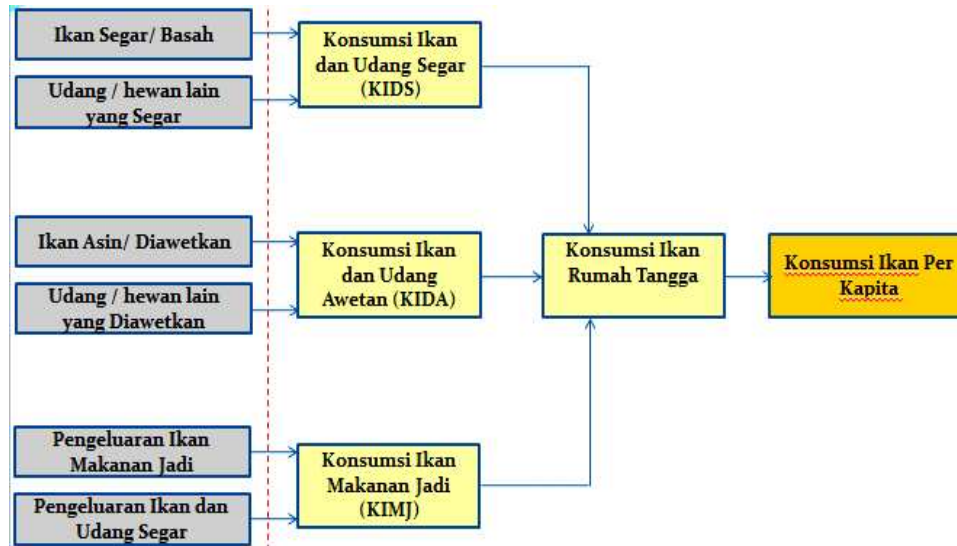 Ikan Segar/ Basah
Udang / hewan lain
yang Segar
Konsumsi Ikan
dan Udang Segar
(KIDS)
Ikan Asin/ Diawetkan
Udang / hewan lain
yang Diawetkan
Konsumsi Ikan
dan Udang
Awetan (KIDA)
Konsumsi Ikan
Rumah Tangga
Konsumsi Ikan Per
Kapita
Pengeluaran Ikan
Makanan Jadi
Pengeluaran Ikan dan
Udang Segar
Konsumsi Ikan
Makanan Jadi
(KIMJ)